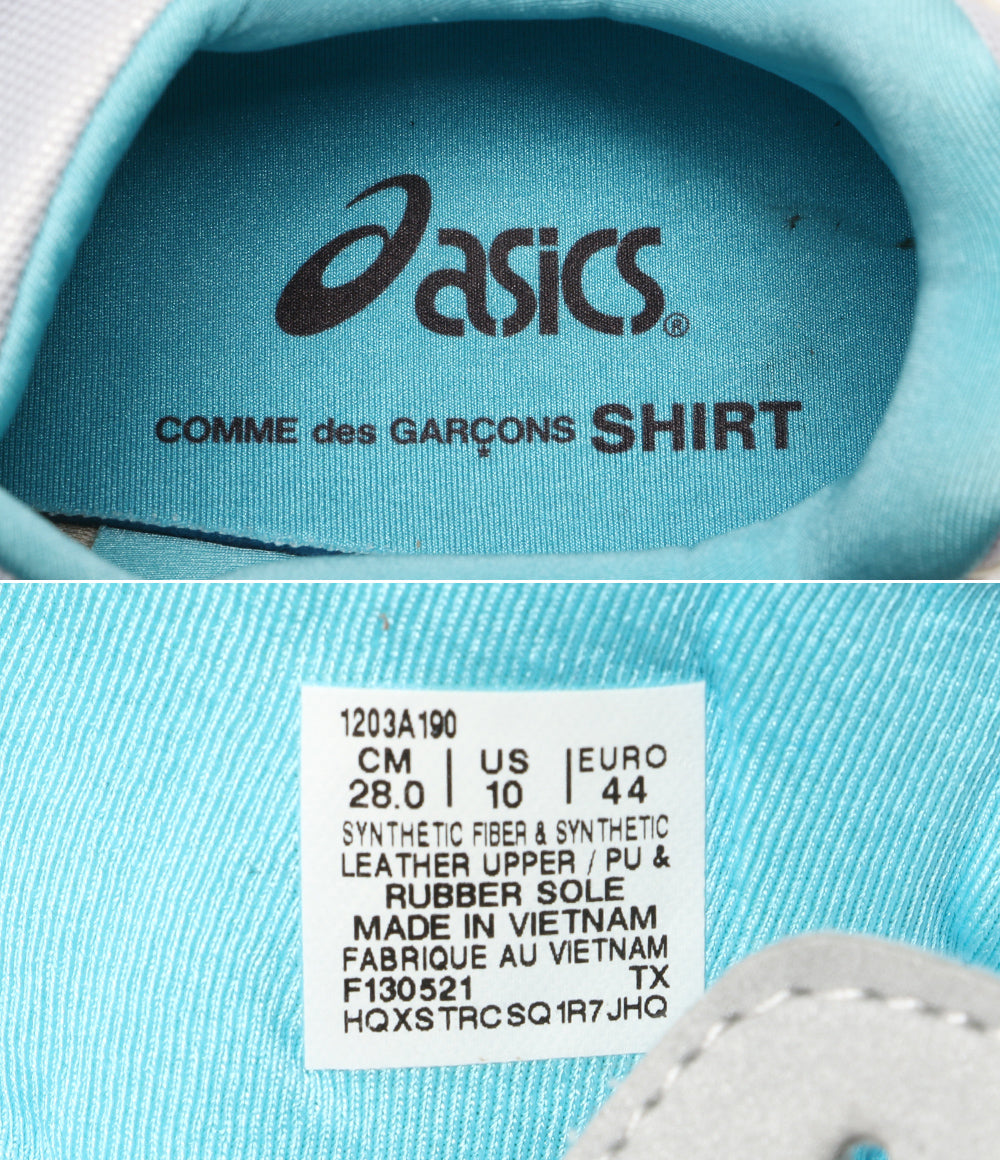 asics®
COMME des GARÇONS SHIRT
1203A190
CM | US | EURO
28.0 | 10 | 44
SYNTHETIC FIBER & SYNTHETIC
LEATHER UPPER / PU &
RUBBER SOLE
MADE IN VIETNAM
FABRIQUE AU VIETNAM
F130521 TX
HQXSTRCSQ1R7JHQ